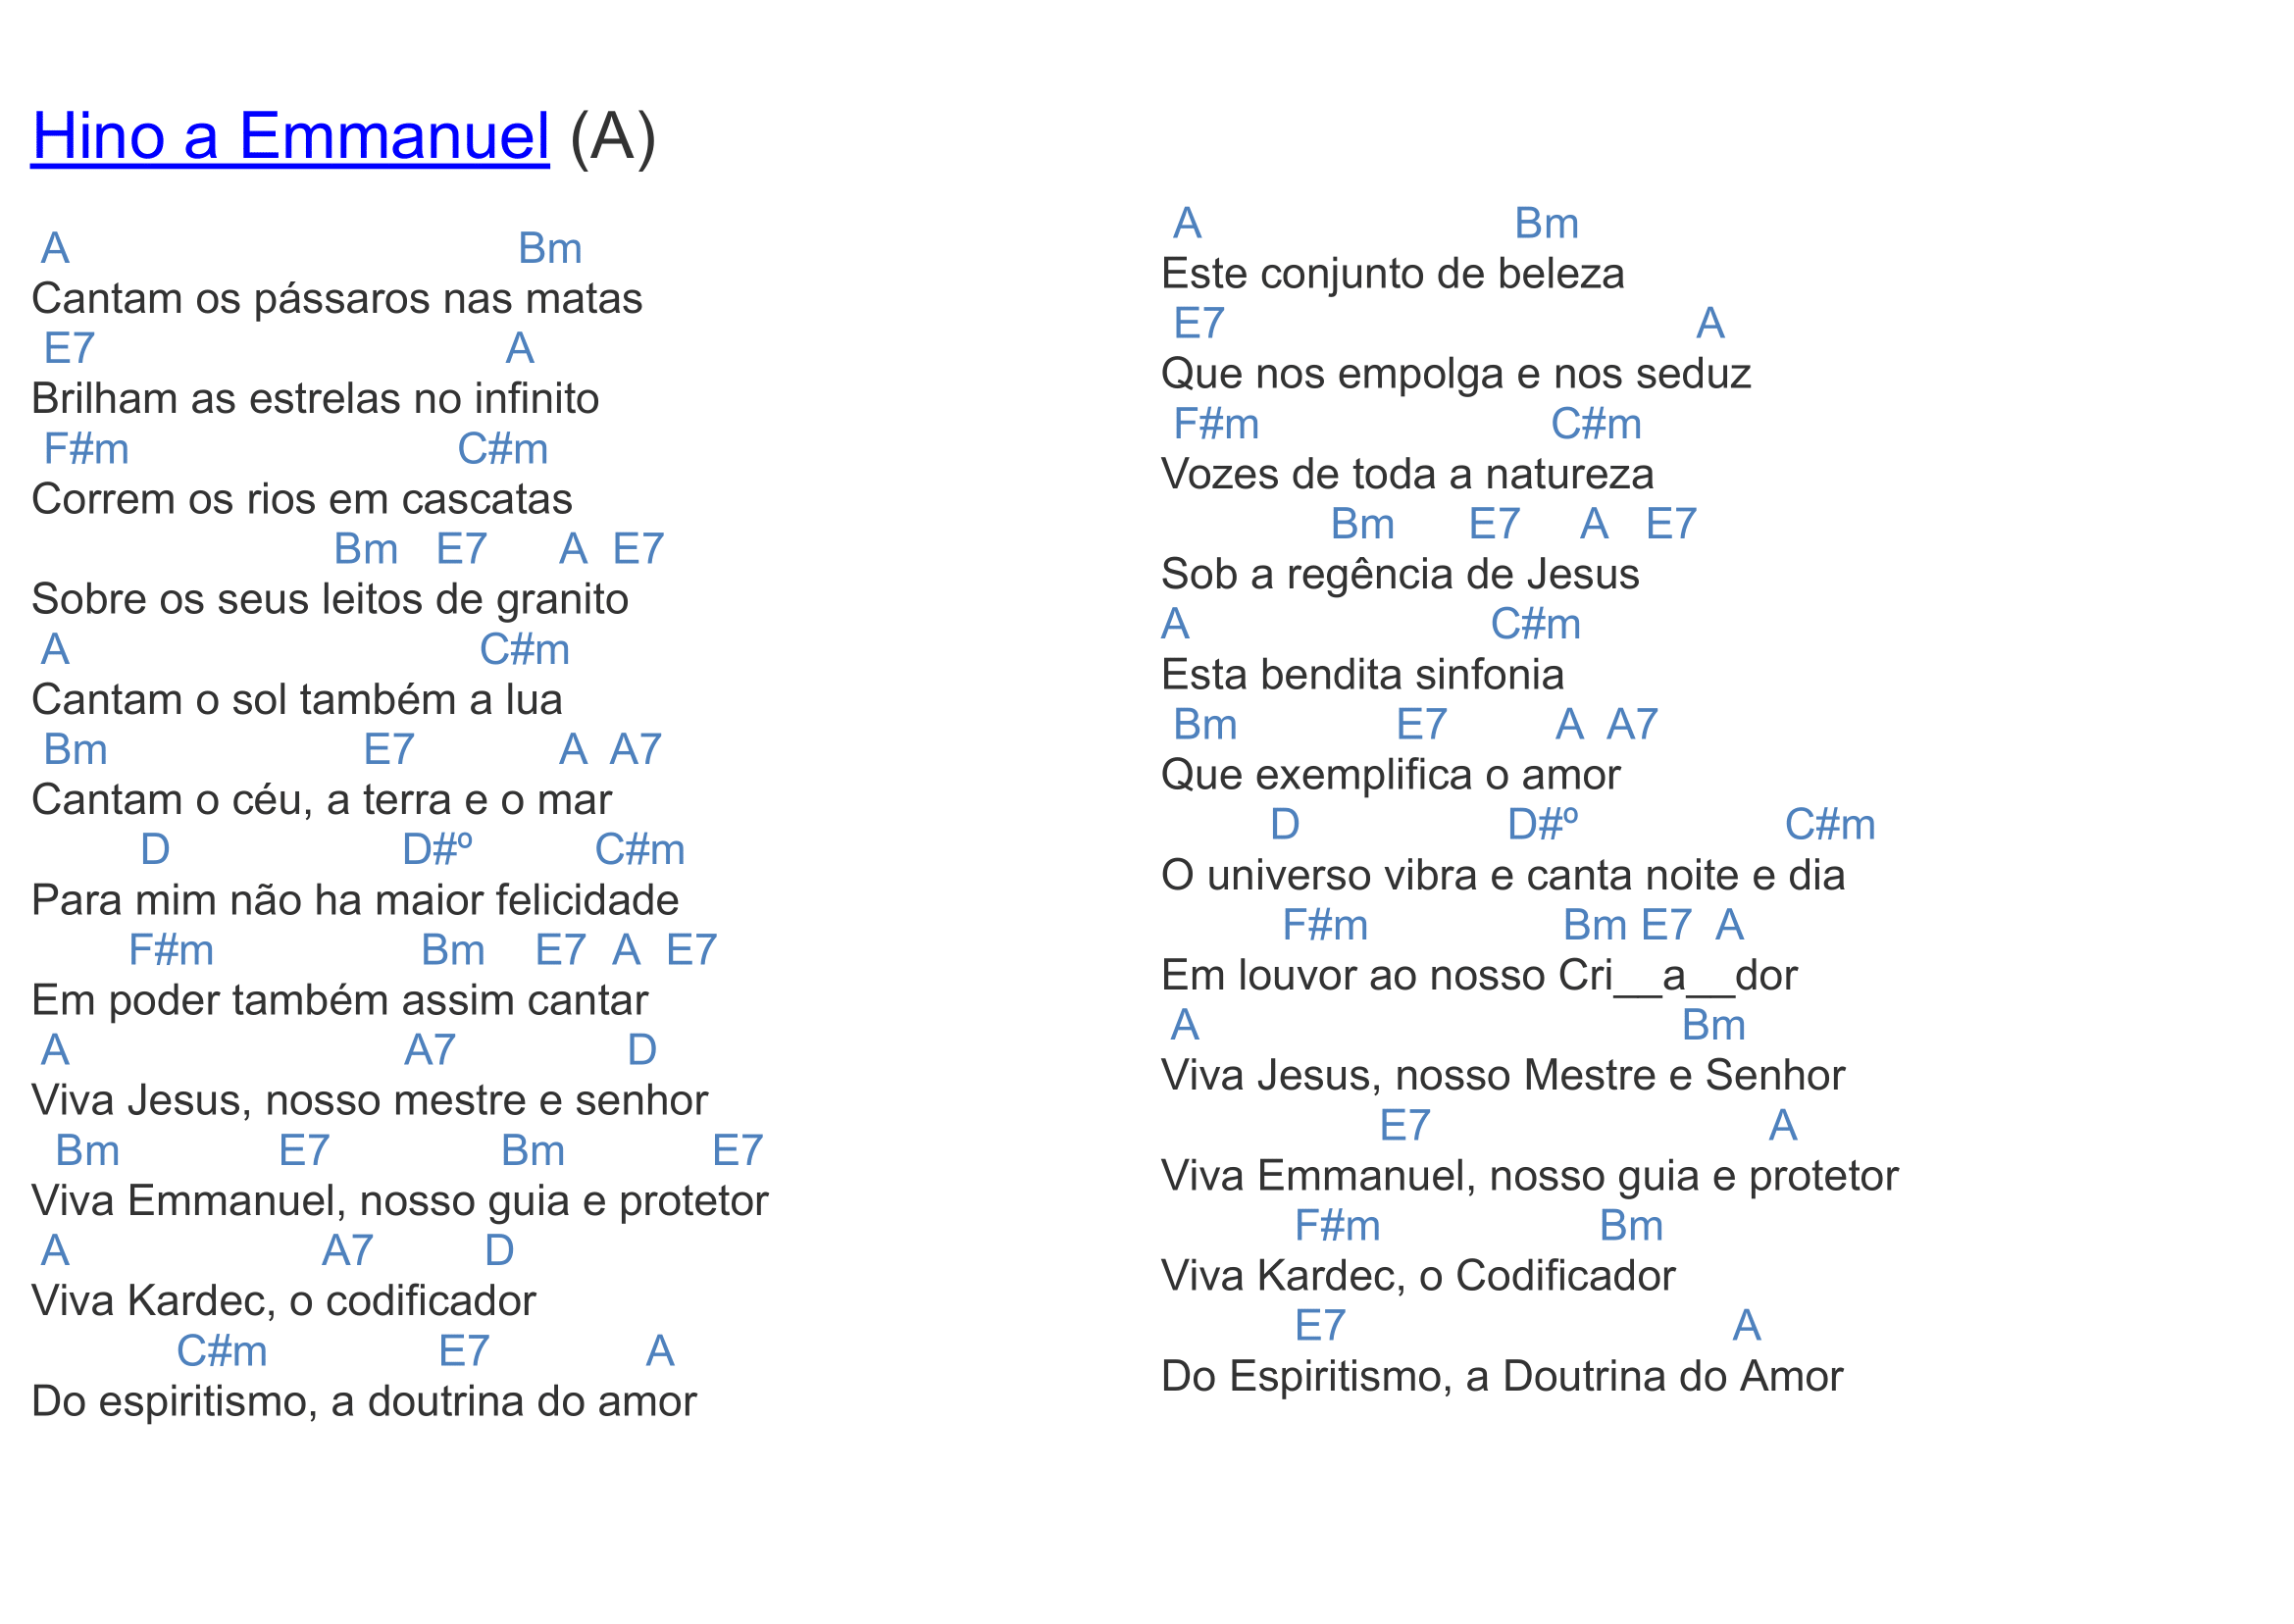 Hino a Emmanuel (A)
A Bm
Cantam os pássaros nas matas
E7 A
Brilham as estrelas no infinito
F#m C#m
Correm os rios em cascatas
Bm E7 A E7
Sobre os seus leitos de granito
A C#m
Cantam o sol também a lua
Bm E7 A A7
Cantam o céu, a terra e o mar
D D#º C#m
Para mim não ha maior felicidade
F#m Bm E7 A E7
Em poder também assim cantar
A A7 D
Viva Jesus, nosso mestre e senhor
Bm E7 Bm E7
Viva Emmanuel, nosso guia e protetor
A A7 D
Viva Kardec, o codificador
C#m E7 A
Do espiritismo, a doutrina do amor
A Bm
Este conjunto de beleza
E7 A
Que nos empolga e nos seduz
F#m C#m
Vozes de toda a natureza
Bm E7 A E7
Sob a regência de Jesus
A C#m
Esta bendita sinfonia
Bm E7 A A7
Que exemplifica o amor
D D#º C#m
O universo vibra e canta noite e dia
F#m Bm E7 A
Em louvor ao nosso Cri__a__dor
A Bm
Viva Jesus, nosso Mestre e Senhor
E7 A
Viva Emmanuel, nosso guia e protetor
F#m Bm
Viva Kardec, o Codificador
E7 A
Do Espiritismo, a Doutrina do Amor